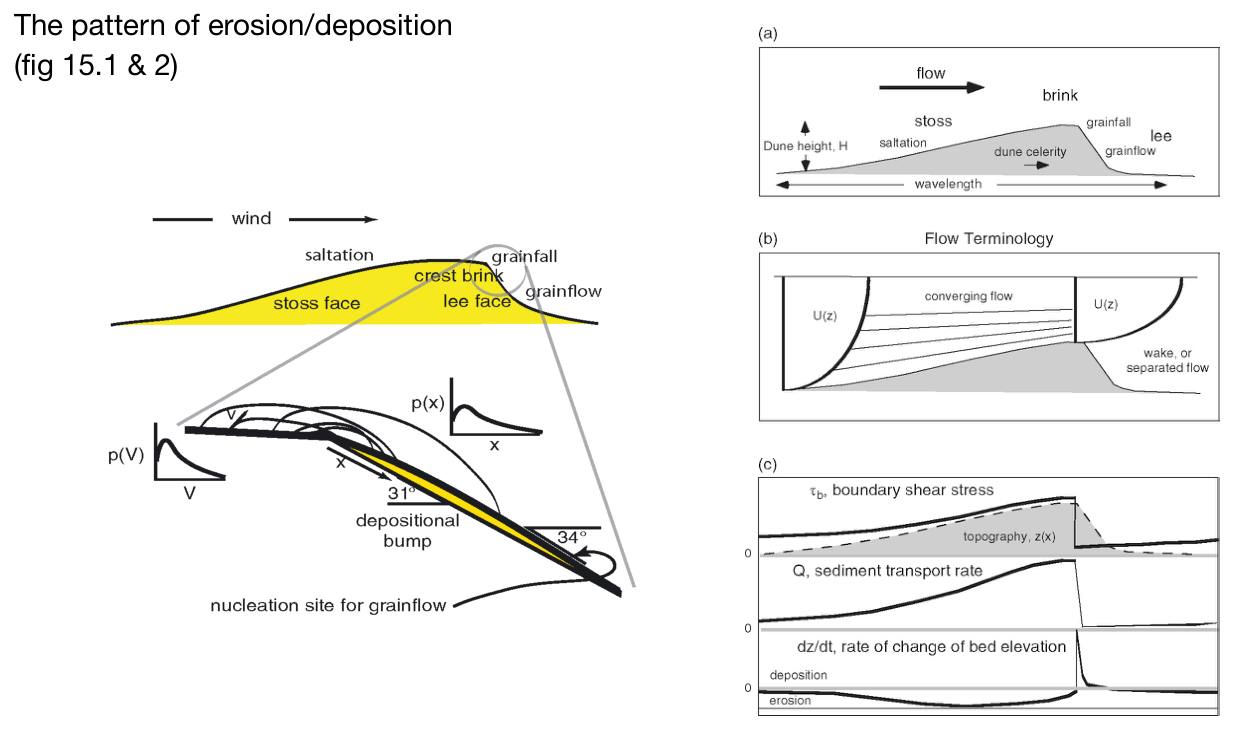 The pattern of erosion/deposition
(fig 15.1 & 2)
wind
saltation
grainfall
crest brink
grainflow
stoss face
lee face
p(x)
x
V
p(V)
V
x
31°
depositional
bump
34°
nucleation site for grainflow
(a)
flow
brink
stoss
grainfall
lee
Dune height, H
saltation
dune celerity
grainflow
wavelength
(b)
Flow Terminology
converging flow
U(z)
U(z)
wake, or
separated flow
(c)
τb, boundary shear stress
topography, z(x)
0
Q, sediment transport rate
0
dz/dt, rate of change of bed elevation
deposition
0
erosion